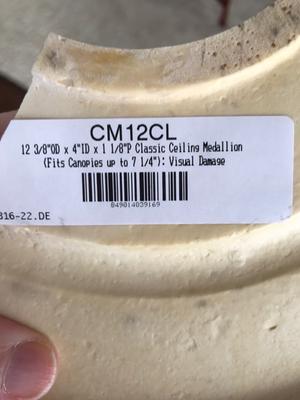 CM12CL
12 3/8"OD x 4"ID x 1 1/8"P Classic Ceiling Medallion
(Fits Canopies up to 7 1/4"): Visual Damage
849014039169
316-22.DE